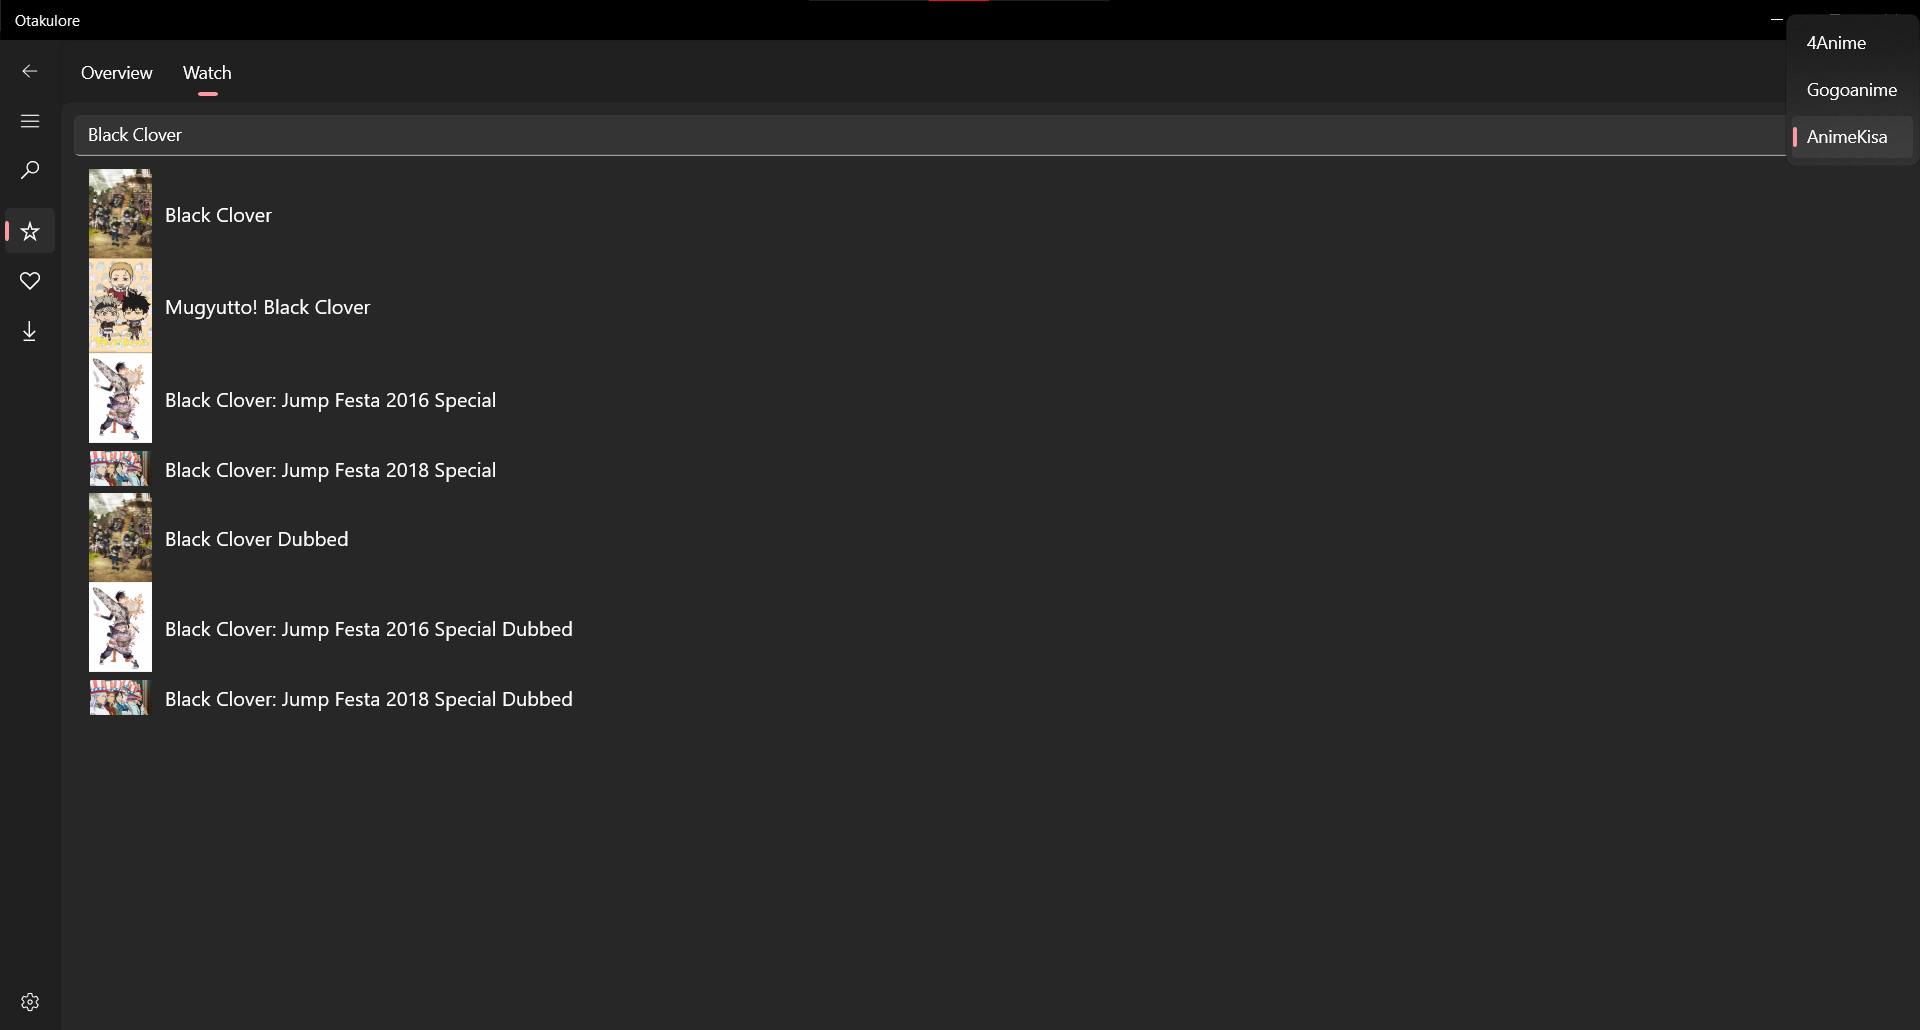 Otakulore
Overview
Watch
4Anime
Gogoanime
AnimeKisa
Black Clover
Black Clover
Mugyutto! Black Clover
Black Clover: Jump Festa 2016 Special
Black Clover: Jump Festa 2018 Special
Black Clover Dubbed
Black Clover: Jump Festa 2016 Special Dubbed
Black Clover: Jump Festa 2018 Special Dubbed